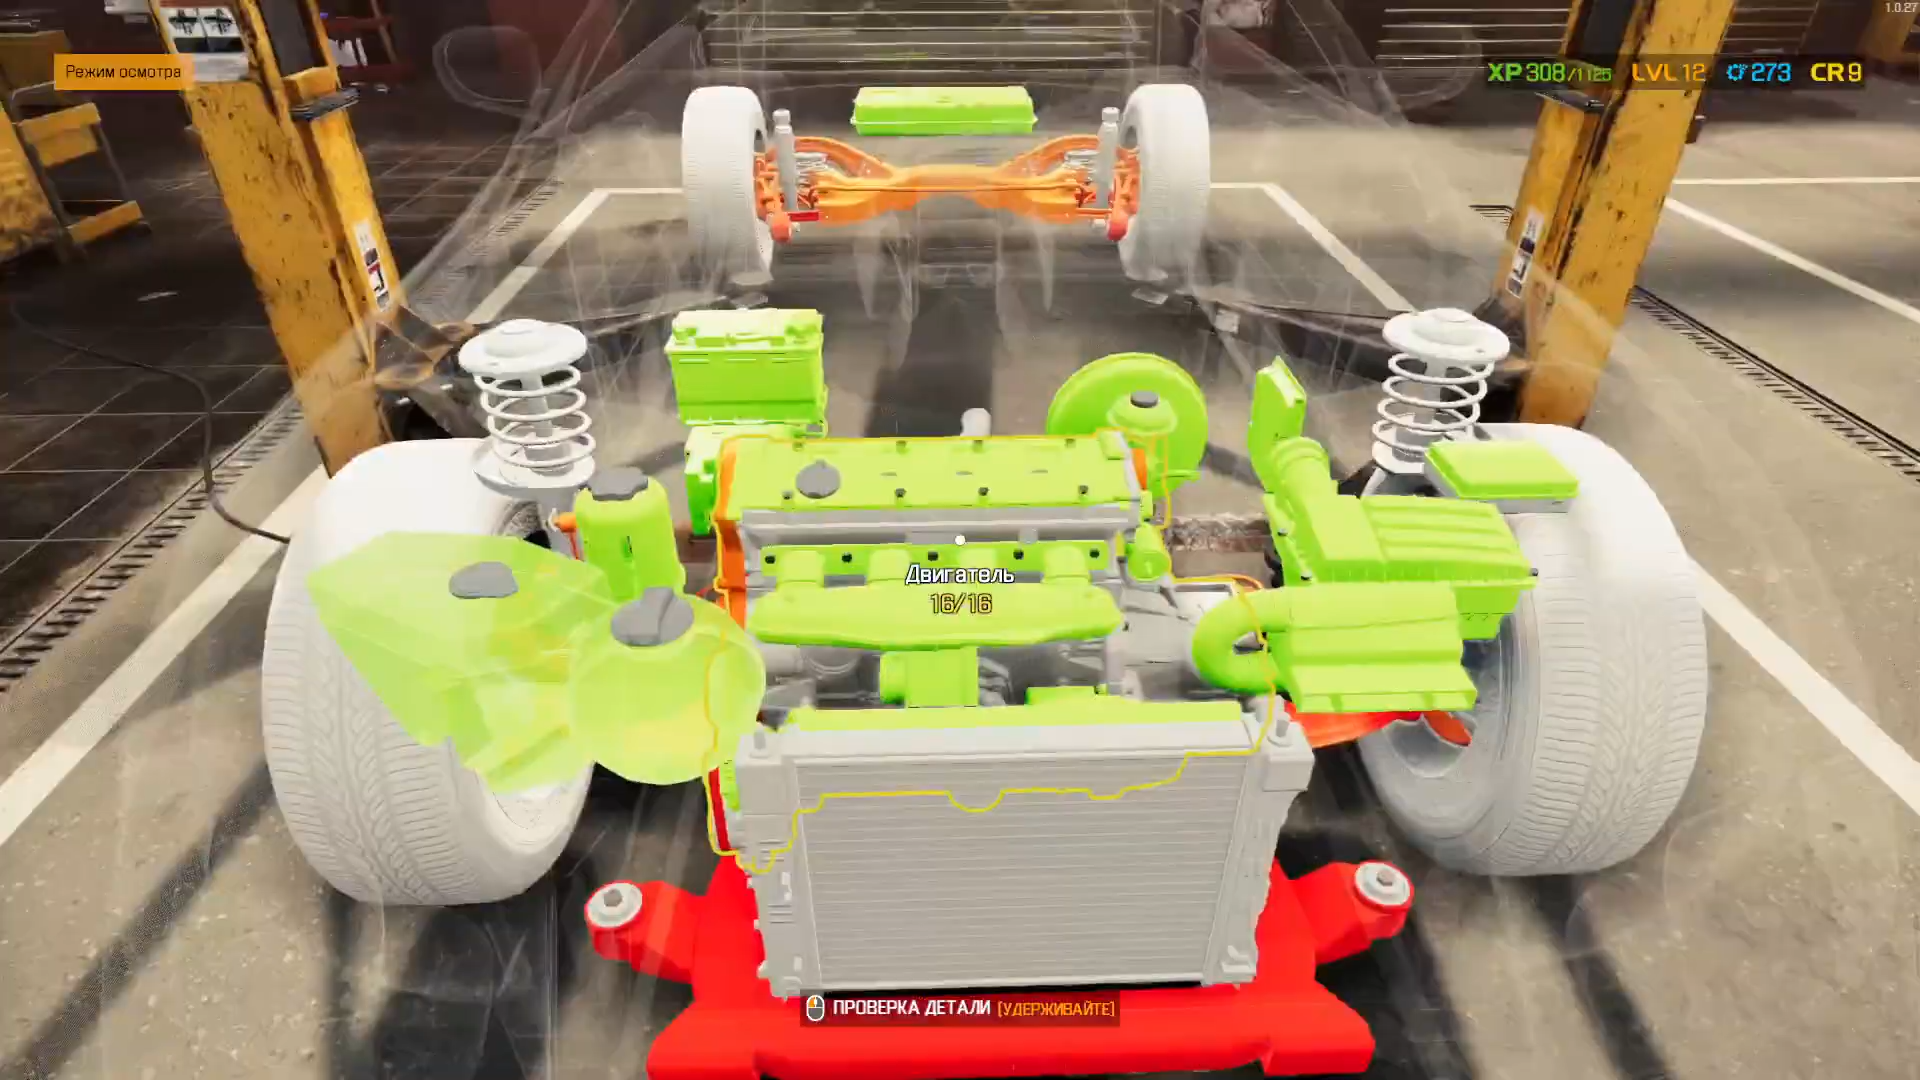 1.0.27
Режим осмотра
XP 308/1125 LVL 12 273 CR 9
Двигатель
16/16
ПРОВЕРКА ДЕТАЛИ [УДЕРЖИВАЙТЕ]